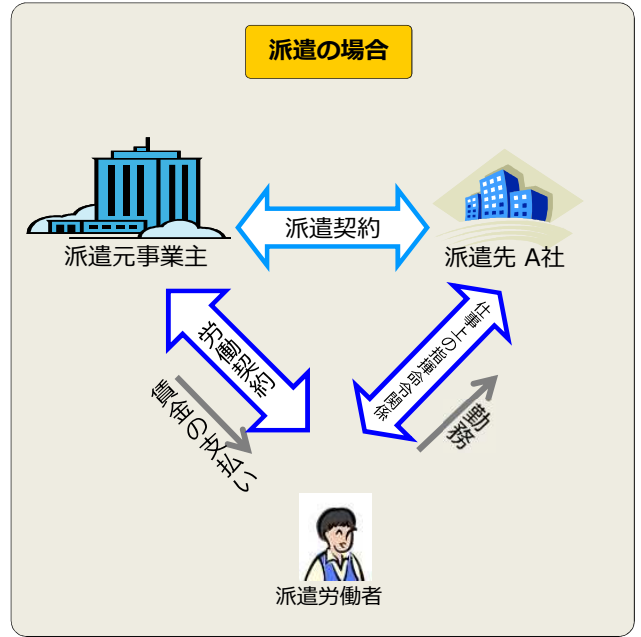 派遣の場合
派遣契約
派遣元事業主
派遣先 A社
労働契約
仕事上の指揮命令関係
賃金の支払い
勤務
派遣労働者